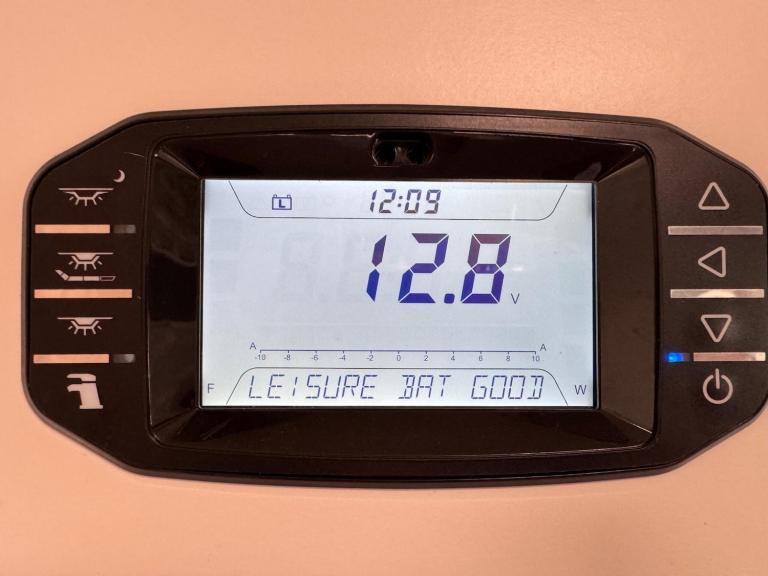 L
12:09
12.8 V
A A
-10 -8 -6 -4 -2 0 2 4 6 8 10
F LEISURE BAT GOOD W